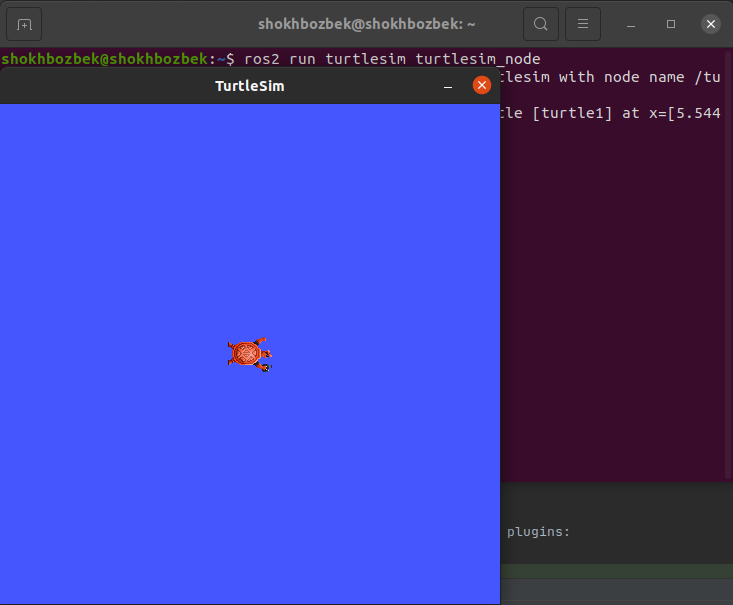 shokhbozbek@shokhbozbek: ~
shokhbozbek@shokhbozbek:~$ ros2 run turtlesim turtlesim_node
tlesim with node name /tu
TurtleSim
tle [turtle1] at x=[5.544
plugins: